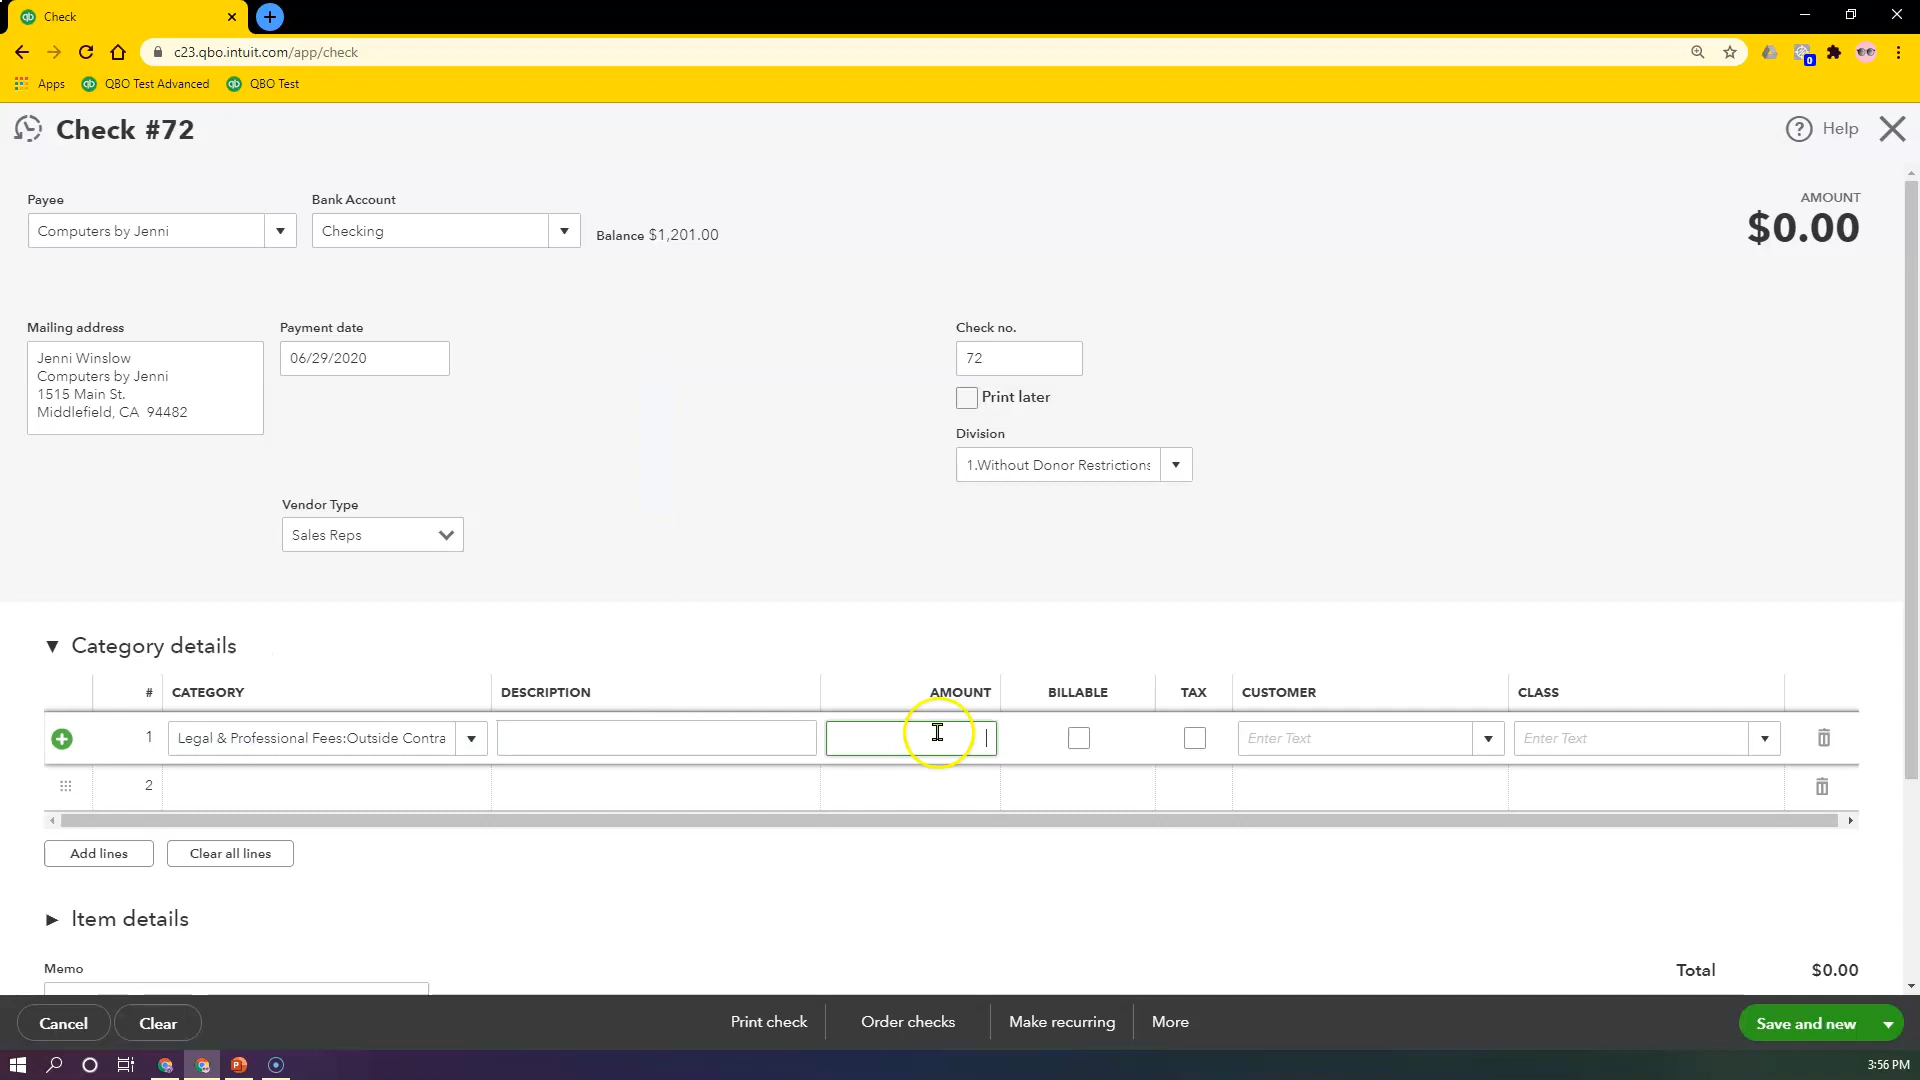 Check
c23.qbo.intuit.com/app/check
0
Apps
QBO Test Advanced
QBO Test
Check #72
Help
Payee
Bank Account
AMOUNT
Computers by Jenni
Checking
Balance $1,201.00
$0.00
Mailing address
Payment date
Check no.
Jenni Winslow
Computers by Jenni
1515 Main St.
Middlefield, CA 94482
06/29/2020
72
Print later
Division
1.Without Donor Restrictions
Vendor Type
Sales Reps
Category details
# CATEGORY DESCRIPTION AMOUNT BILLABLE TAX CUSTOMER CLASS
1 Legal & Professional Fees:Outside Contra Enter Text Enter Text
2
Add lines
Clear all lines
Item details
Memo
Total $0.00
Cancel
Clear
Print check
Order checks
Make recurring
More
Save and new
3:56 PM